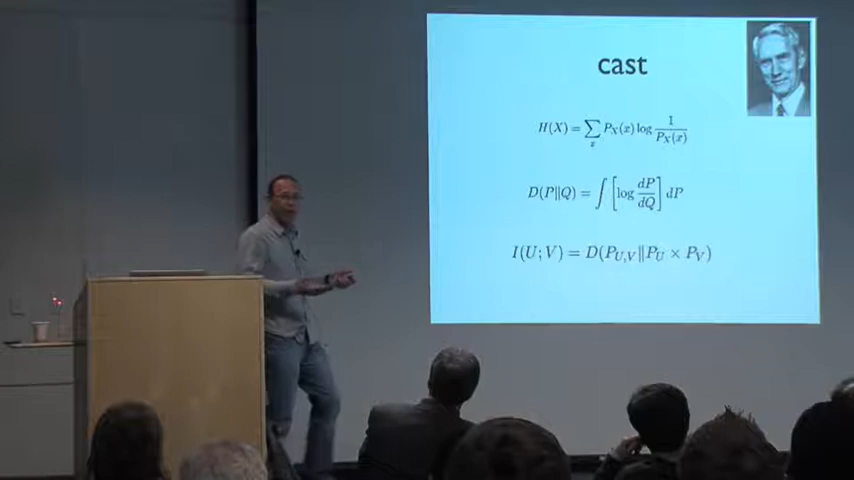 cast
H(X) = ∑ₓ P_X(x) log 1/P_X(x)
D(P‖Q) = ∫ [log dP/dQ] dP
I(U; V) = D(P_{U,V}‖P_U × P_V)